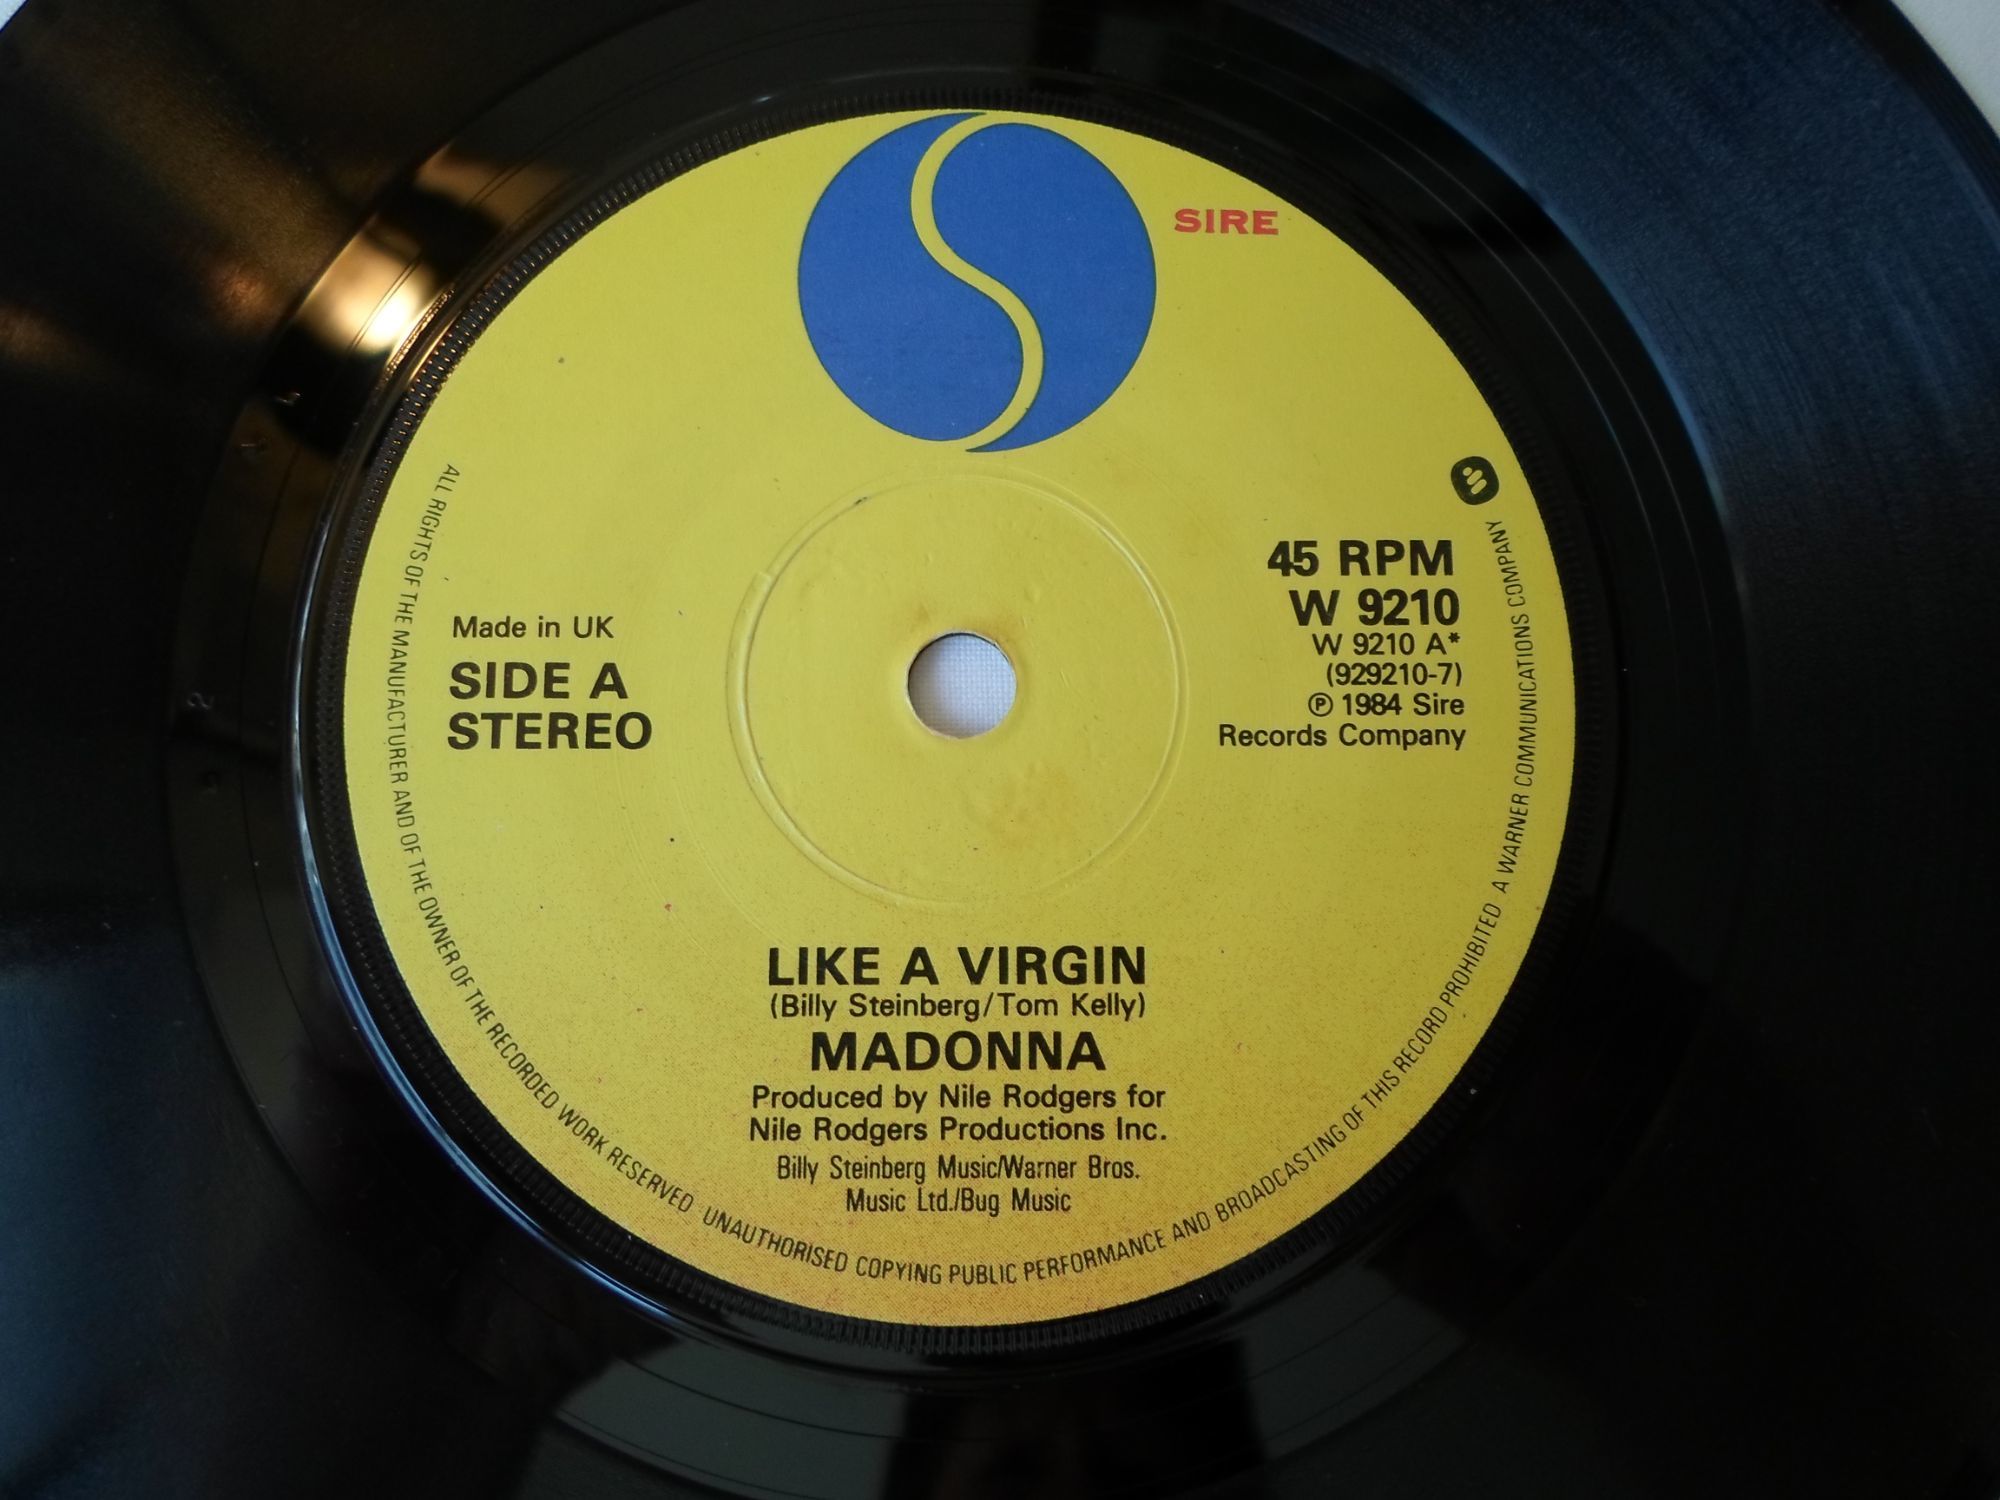 SIRE
45 RPM
W 9210
W 9210 A*
(929210-7)
℗ 1984 Sire
Records Company
Made in UK
SIDE A
STEREO
LIKE A VIRGIN
(Billy Steinberg/Tom Kelly)
MADONNA
Produced by Nile Rodgers for
Nile Rodgers Productions Inc.
Billy Steinberg Music/Warner Bros.
Music Ltd./Bug Music
ALL RIGHTS OF THE MANUFACTURER AND OF THE OWNER OF THE RECORDED WORK RESERVED UNAUTHORISED COPYING PUBLIC PERFORMANCE AND BROADCASTING OF THIS RECORD PROHIBITED A WARNER COMMUNICATIONS COMPANY